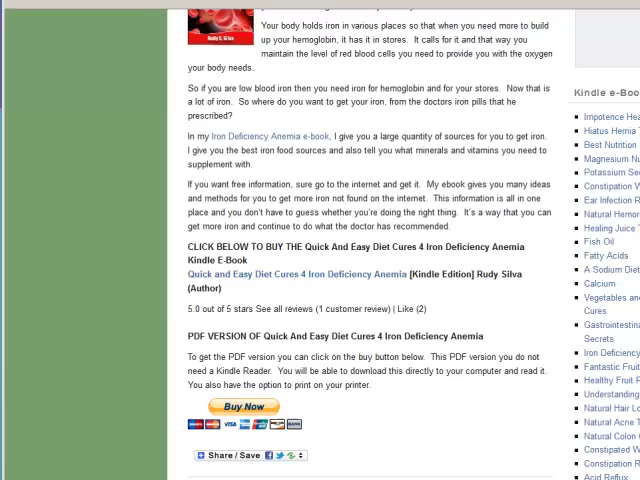 Rudy S. Silva
Your body holds iron in various places so that when you need more to build
up your hemoglobin, it has it in stores.  It calls for it and that way you
maintain the level of red blood cells you need to provide you with the oxygen
your body needs.
So if you are low blood iron then you need iron for hemoglobin and for your stores.  Now that is
a lot of iron.  So where do you want to get your iron, from the doctors iron pills that he
prescribed?
In my Iron Deficiency Anemia e-book, I give you a large quantity of sources for you to get iron.
I give you the best iron food sources and also tell you what minerals and vitamins you need to
supplement with.
If you want free information, sure go to the internet and get it.  My ebook gives you many ideas
and methods for you to get more iron not found on the internet.  This information is all in one
place and you don't have to guess whether you're doing the right thing.  It's a way that you can
get more iron and continue to do what the doctor has recommended.
CLICK BELOW TO BUY THE Quick And Easy Diet Cures 4 Iron Deficiency Anemia
Kindle E-Book
Quick and Easy Diet Cures 4 Iron Deficiency Anemia [Kindle Edition] Rudy Silva
(Author)
5.0 out of 5 stars See all reviews (1 customer review) | Like (2)
PDF VERSION OF Quick And Easy Diet Cures 4 Iron Deficiency Anemia
To get the PDF version you can click on the buy button below.  This PDF version you do not
need a Kindle Reader.  You will be able to download this directly to your computer and read it.
You also have the option to print on your printer.
Buy Now
VISA
BANK
Share / Save
Kindle e-Boo
Impotence Hea
Hiatus Hernia
Best Nutrition
Magnesium Nu
Potassium Sec
Constipation W
Ear Infection R
Natural Hemor
Healing Juice T
Fish Oil
Fatty Acids
A Sodium Diet
Calcium
Vegetables and
Cures
Gastrointestina
Secrets
Iron Deficiency
Fantastic Fruit
Healthy Fruit F
Understanding
Natural Hair Lo
Natural Acne T
Natural Colon
Constipated W
Constipation R
Acid Reflux